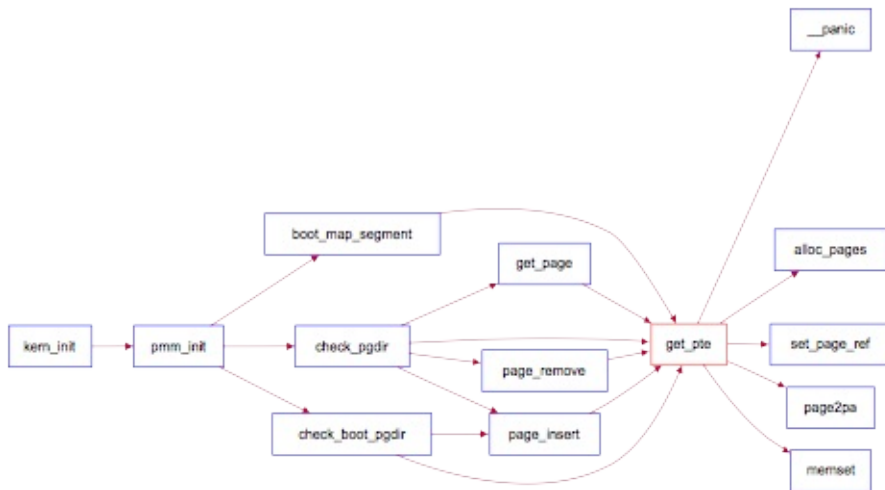 __panic
boot_map_segment
alloc_pages
get_page
kern_init
pmm_init
check_pgdir
get_pte
set_page_ref
page_remove
page2pa
check_boot_pgdir
page_insert
memset